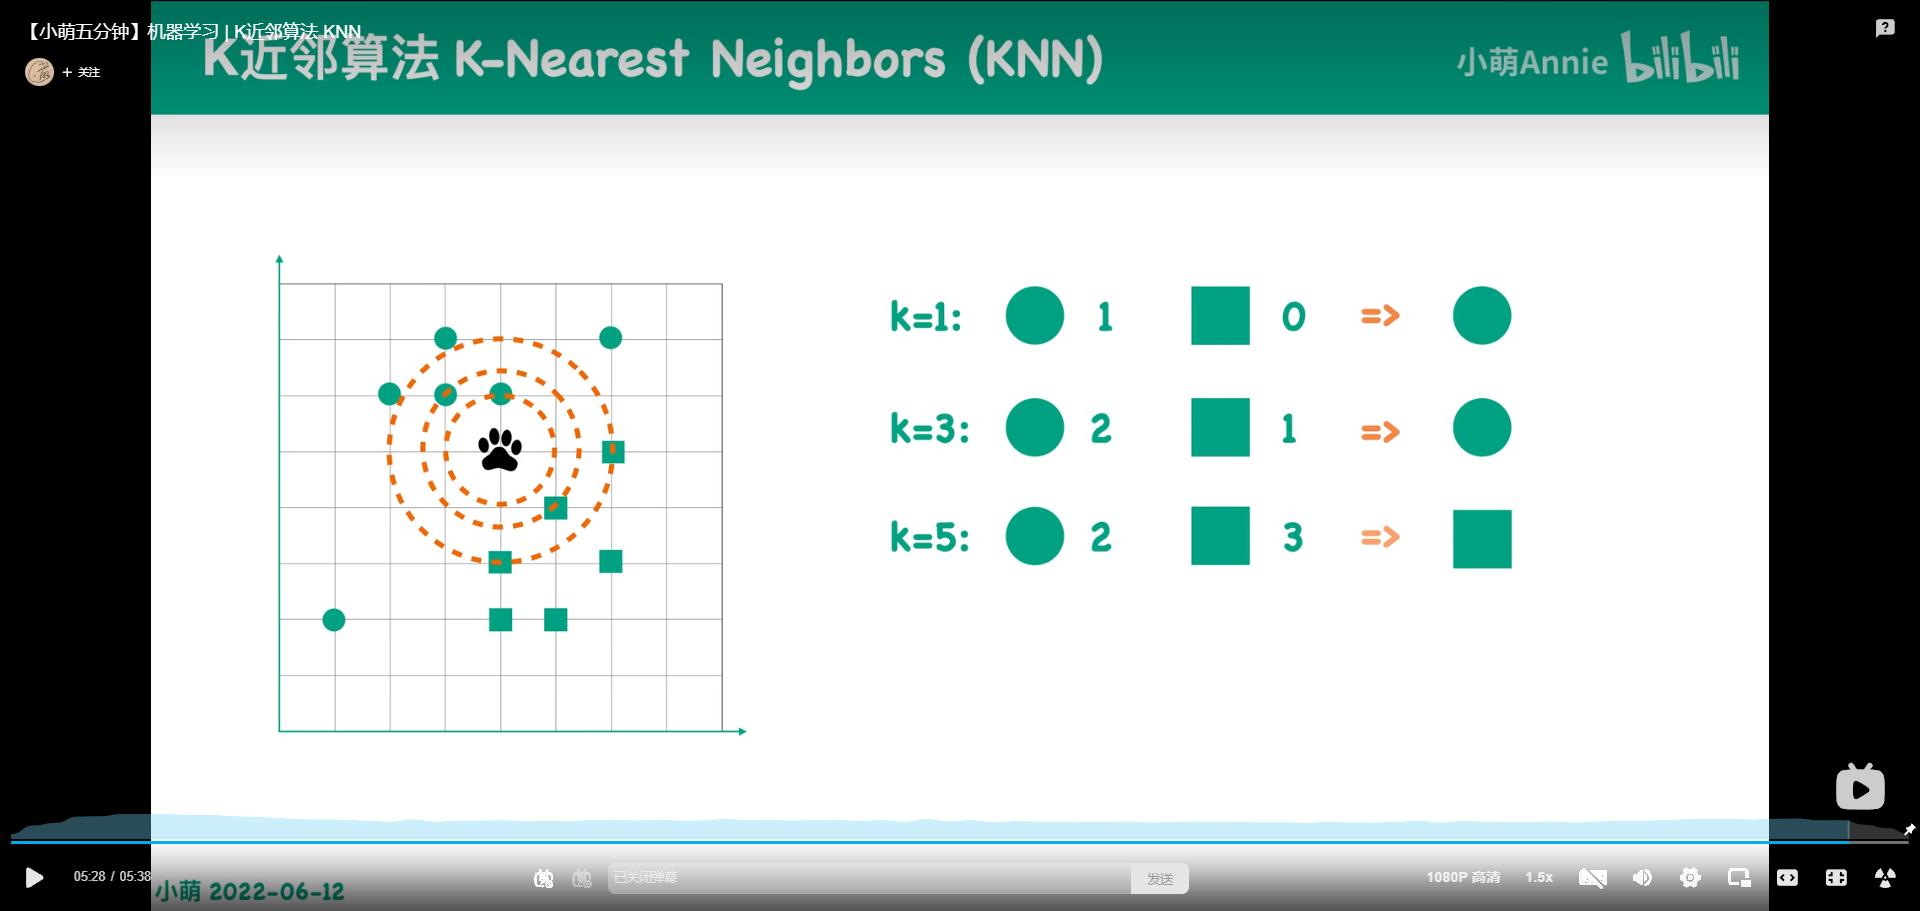 【小萌五分钟】机器学习 | K近邻算法 KNN
+ 关注
K近邻算法 K-Nearest Neighbors (KNN)
小萌Annie bilibili
k=1: 1 0 =>
k=3: 2 1 =>
k=5: 2 3 =>
05:28 / 05:38
已关闭弹幕
发送
1080P 高清
1.5x
小萌 2022-06-12